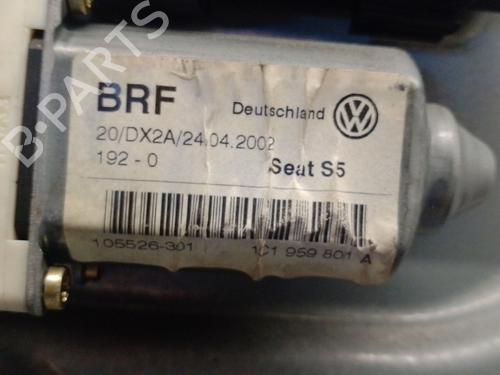 B-PARTS
BRF Deutschland
20/DX2A/24.04.2002
192 - 0 Seat S5
105526-301 1C1 959 801 A